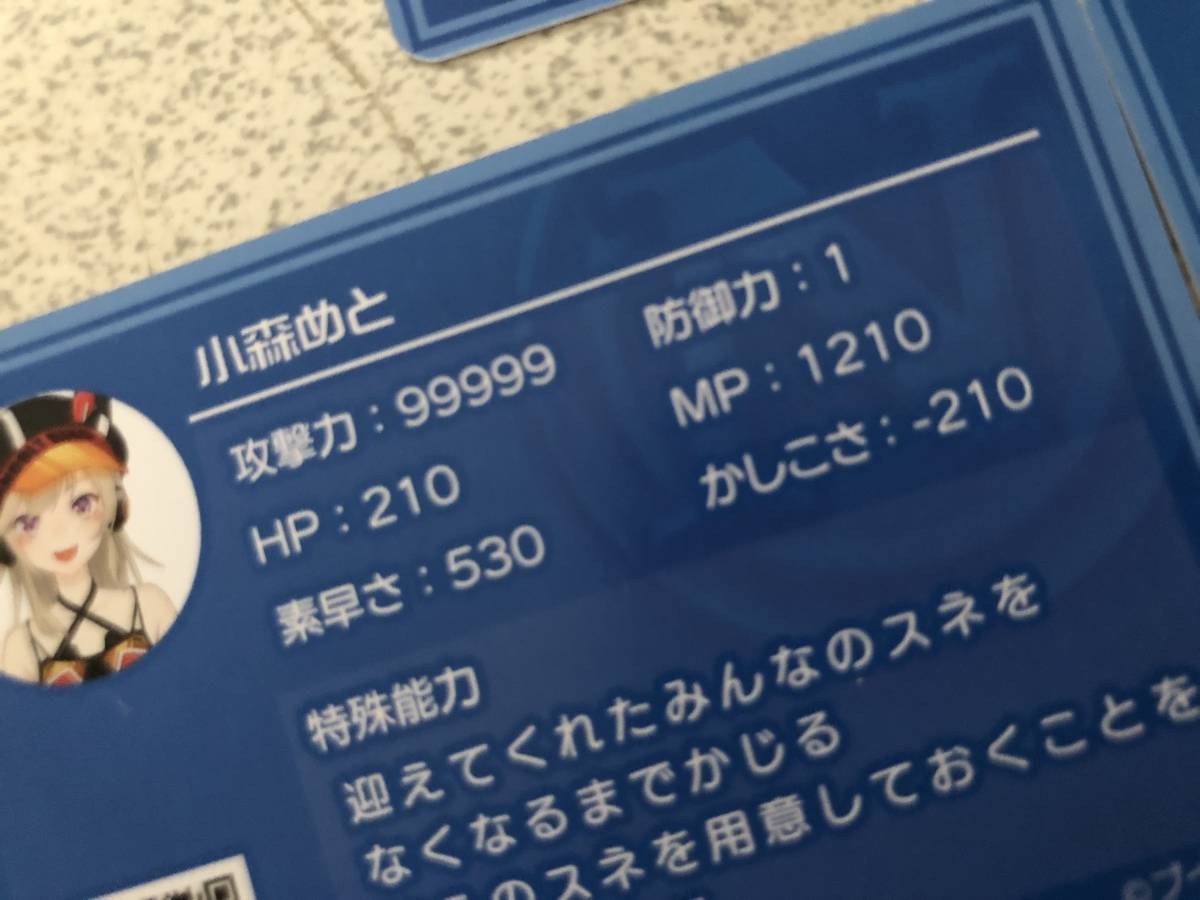 小森めと
攻撃力：99999
防御力：1
HP：210
MP：1210
素早さ：530
かしこさ：-210
特殊能力
迎えてくれたみんなのスネを
なくなるまでかじる
のスネを用意しておくことを
©ブー